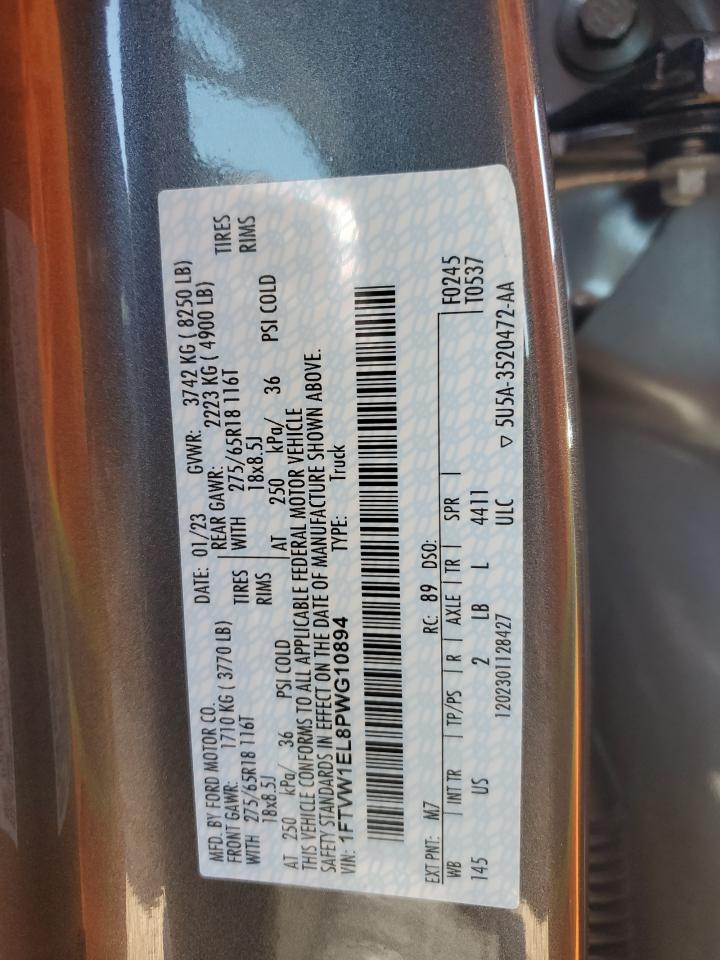 MFD. BY FORD MOTOR CO.
DATE: 01/23
GVWR: 3742 KG ( 8250 LB)
FRONT GAWR: 1710 KG ( 3770 LB)
REAR GAWR: 2223 KG ( 4900 LB)
WITH 275/65R18 116T TIRES
WITH 275/65R18 116T TIRES
18x8.5J RIMS
18x8.5J RIMS
AT 250 kPa/ 36 PSI COLD
AT 250 kPa/ 36 PSI COLD
THIS VEHICLE CONFORMS TO ALL APPLICABLE FEDERAL MOTOR VEHICLE
SAFETY STANDARDS IN EFFECT ON THE DATE OF MANUFACTURE SHOWN ABOVE.
VIN: 1FTVW1EL8PWG10894 TYPE: Truck
EXT PNT: M7 RC: 89 DSO: F0245
WB INT TR TP/PS R AXLE TR SPR T0537
145 US 2 LB L 4411
1202301128427 ULC ▽ 5U5A-3520472-AA